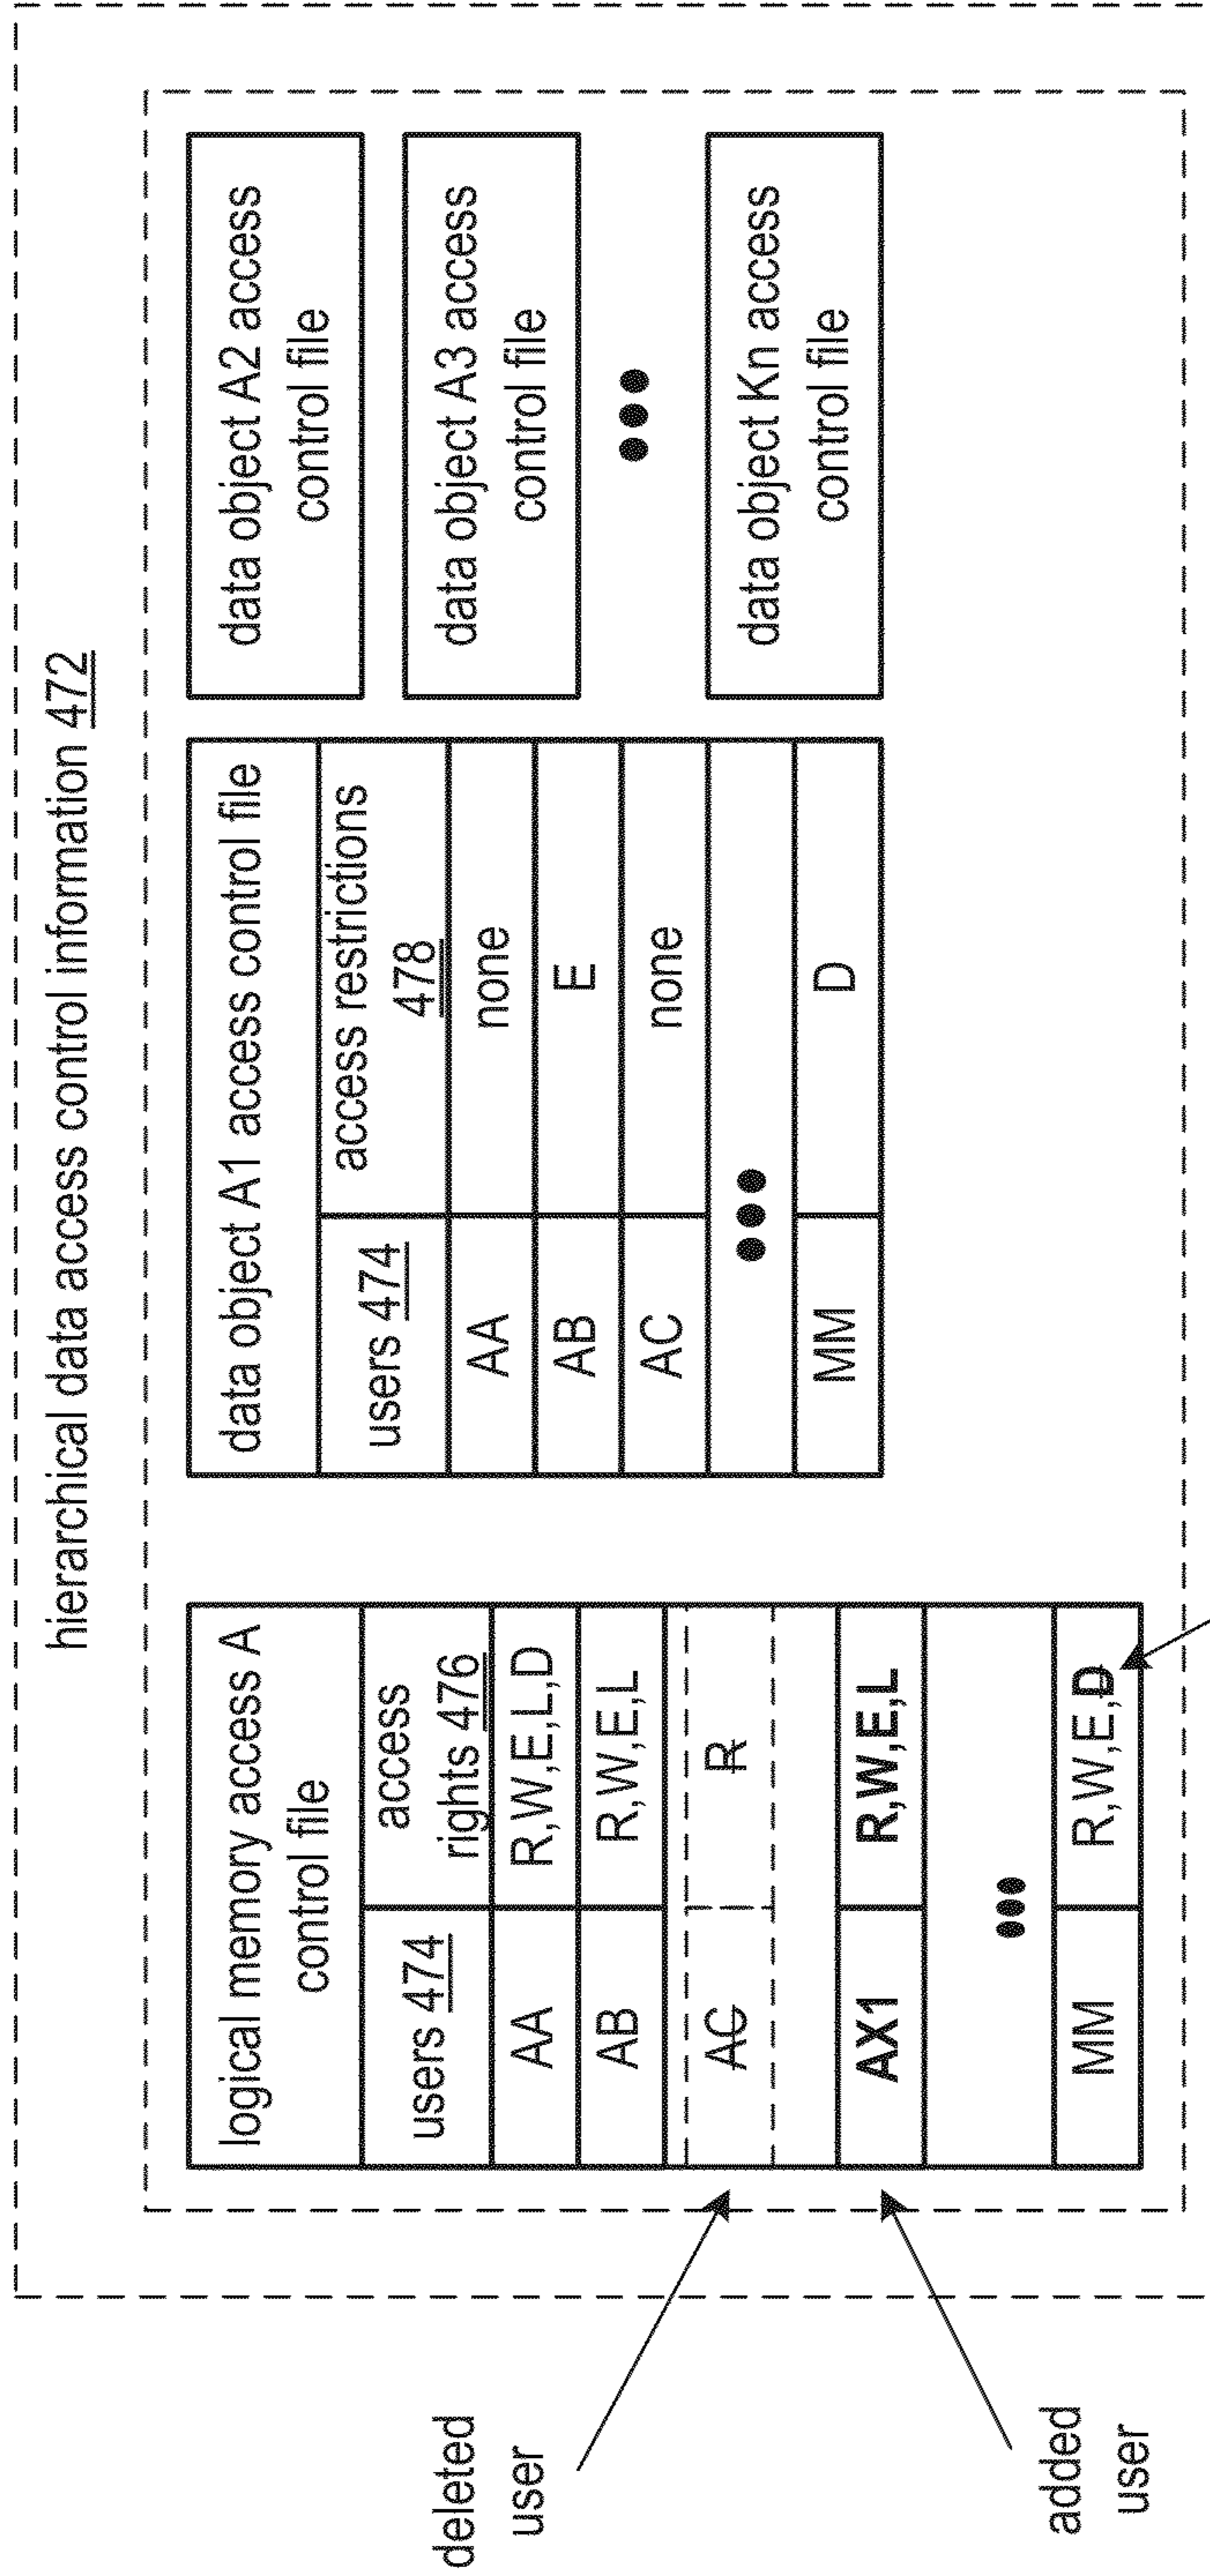 hierarchical data access control information 472
logical memory access A
control file
users 474
access
rights 476
AA
R,W,E,L,D
AB
R,W,E,L
AC
R
AX1
R,W,E,L
MM
R,W,E,D
data object A1 access control file
users 474
access restrictions
478
AA
none
AB
E
AC
none
MM
D
data object A2 access
control file
data object A3 access
control file
data object Kn access
control file
deleted
user
added
user